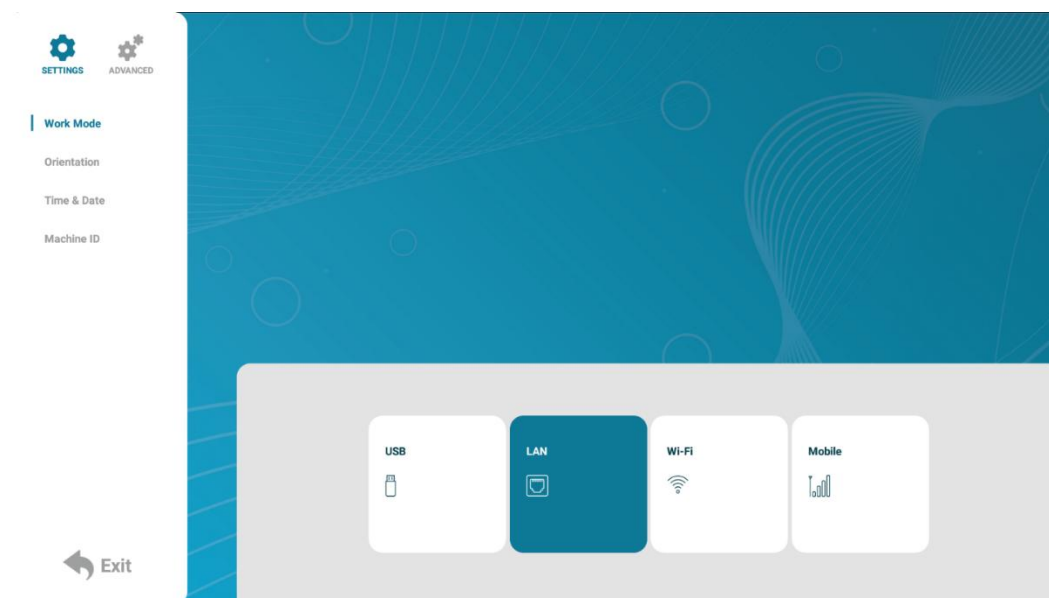 SETTINGS ADVANCED
Work Mode
Orientation
Time & Date
Machine ID
USB LAN Wi-Fi Mobile
Exit